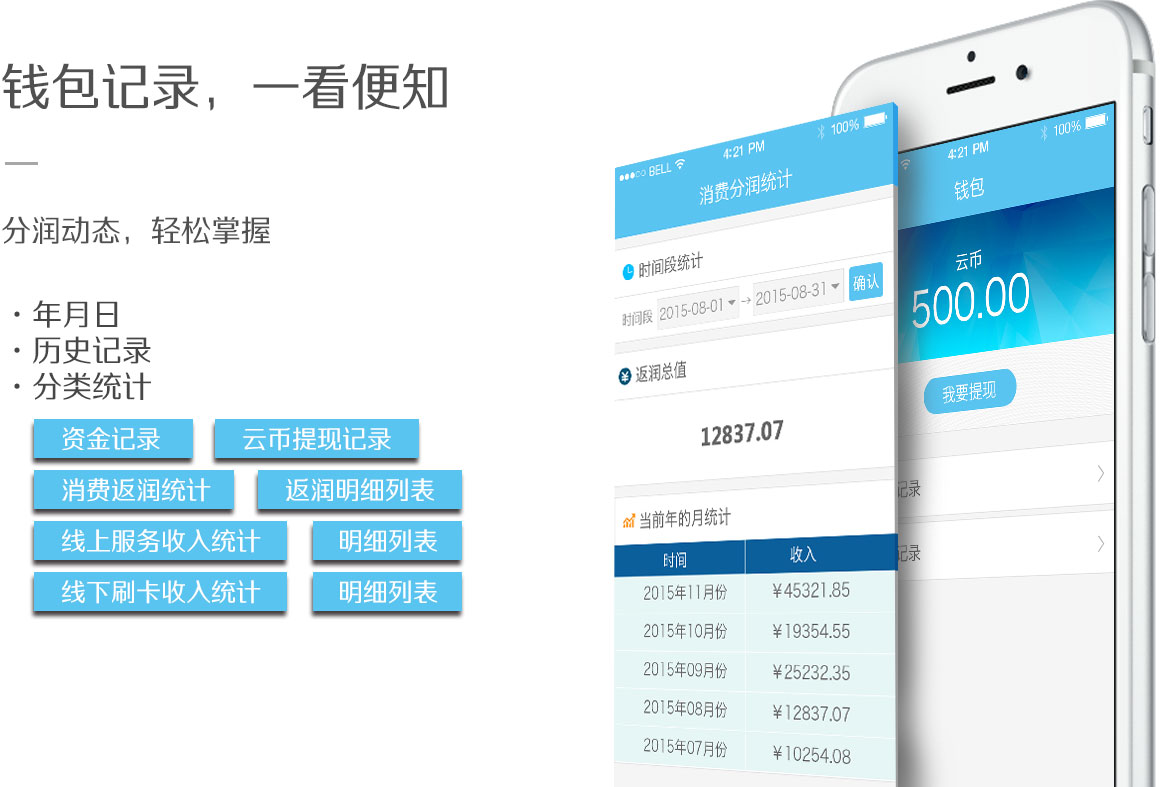 钱包记录，一看便知
分润动态，轻松掌握
· 年月日
· 历史记录
· 分类统计
资金记录 云币提现记录
消费返润统计 返润明细列表
线上服务收入统计 明细列表
线下刷卡收入统计 明细列表
BELL 4:21 PM 100%
消费分润统计
时间段统计
时间段 2015-08-01 → 2015-08-31 确认
返润总值
12837.07
当前年的月统计
时间 收入
2015年11月份 ¥45321.85
2015年10月份 ¥19354.55
2015年09月份 ¥25232.35
2015年08月份 ¥12837.07
2015年07月份 ¥10254.08
4:21 PM 100%
钱包
云币
500.00
我要提现
记录
记录